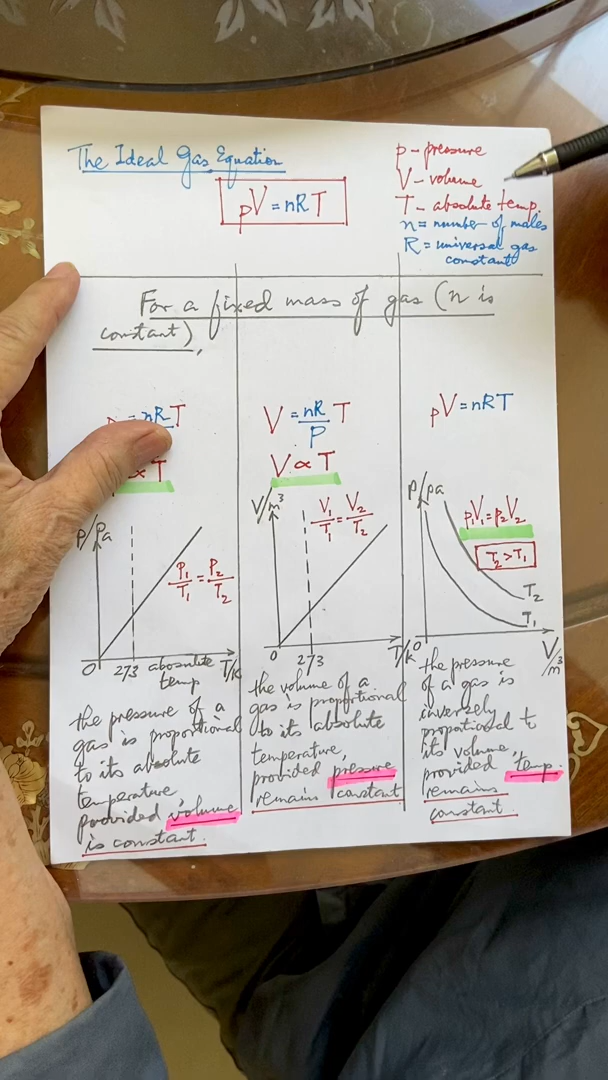 The Ideal Gas Equation
pV = nRT
p - pressure
V - volume
T - absolute temp.
n = number of moles
R = universal gas
constant
For a fixed mass of gas (n is
constant),
= nR T
∝ T
P/Pa
P₁/T₁ = P₂/T₂
0 273 absolute T/K
temp
the pressure of a
gas is proportional
to its absolute
temperature
provided volume
is constant.
V = nR/P T
V ∝ T
V/m³
V₁/T₁ = V₂/T₂
0 273 T/K
the volume of a
gas is proportional
to its absolute
temperature,
provided pressure
remains constant
pV = nRT
P/pa
p₁V₁ = p₂V₂
T₂ > T₁
T₂
T₁
0 V/m³
the pressure
of a gas is
inversely
propotional to
its volume,
provided temp.
remains
constant.